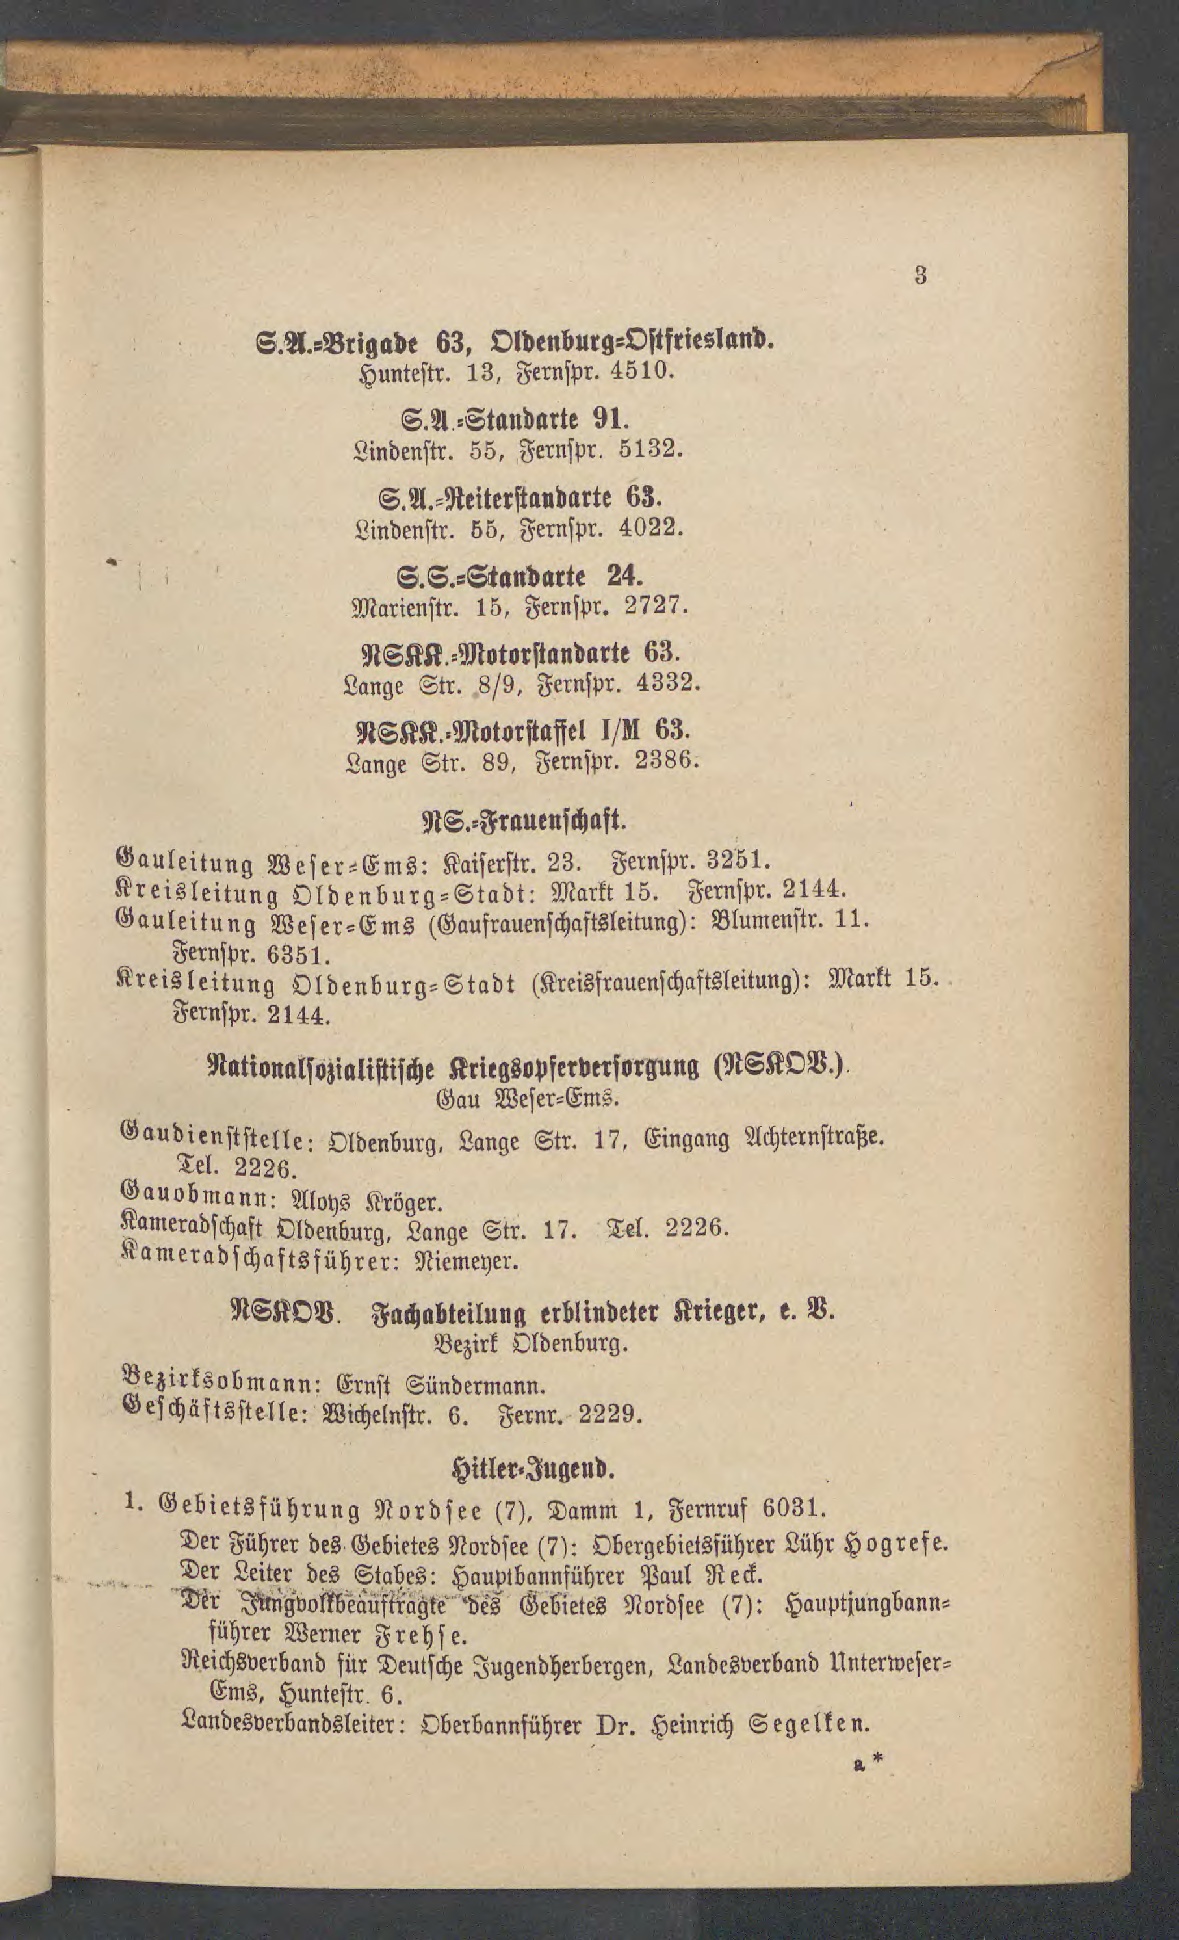 3
S.A.-Brigade 63, Oldenburg-Ostfriesland.
Huntestr. 13, Fernspr. 4510.
S.A.-Standarte 91.
Lindenstr. 55, Fernspr. 5132.
S.A.-Reiterstandarte 63.
Lindenstr. 55, Fernspr. 4022.
S.S.-Standarte 24.
Marienstr. 15, Fernspr. 2727.
NSKK.-Motorstandarte 63.
Lange Str. 8/9, Fernspr. 4332.
NSKK.-Motorstaffel I/M 63.
Lange Str. 89, Fernspr. 2386.
NS.-Frauenschaft.
Gauleitung Weser-Ems: Kaiserstr. 23. Fernspr. 3251.
Kreisleitung Oldenburg-Stadt: Markt 15. Fernspr. 2144.
Gauleitung Weser-Ems (Gaufrauenschaftsleitung): Blumenstr. 11.
Fernspr. 6351.
Kreisleitung Oldenburg-Stadt (Kreisfrauenschaftsleitung): Markt 15.
Fernspr. 2144.
Nationalsozialistische Kriegsopferversorgung (NSKOV.).
Gau Weser-Ems.
Gaudienststelle: Oldenburg, Lange Str. 17, Eingang Achternstraße.
Tel. 2226.
Gauobmann: Aloys Kröger.
Kameradschaft Oldenburg, Lange Str. 17. Tel. 2226.
Kameradschaftsführer: Niemeyer.
NSKOV. Fachabteilung erblindeter Krieger, e. V.
Bezirk Oldenburg.
Bezirksobmann: Ernst Sündermann.
Geschäftsstelle: Wichelnstr. 6. Fernr. 2229.
Hitler-Jugend.
1. Gebietsführung Nordsee (7), Damm 1, Fernruf 6031.
Der Führer des Gebietes Nordsee (7): Obergebietsführer Lühr Hogrefe.
Der Leiter des Stabes: Hauptbannführer Paul Reck.
Der Jungvolkbeauftragte des Gebietes Nordsee (7): Hauptjungbann-
führer Werner Frehse.
Reichsverband für Deutsche Jugendherbergen, Landesverband Unterweser-
Ems, Huntestr. 6.
Landesverbandsleiter: Oberbannführer Dr. Heinrich Segelken.
a*